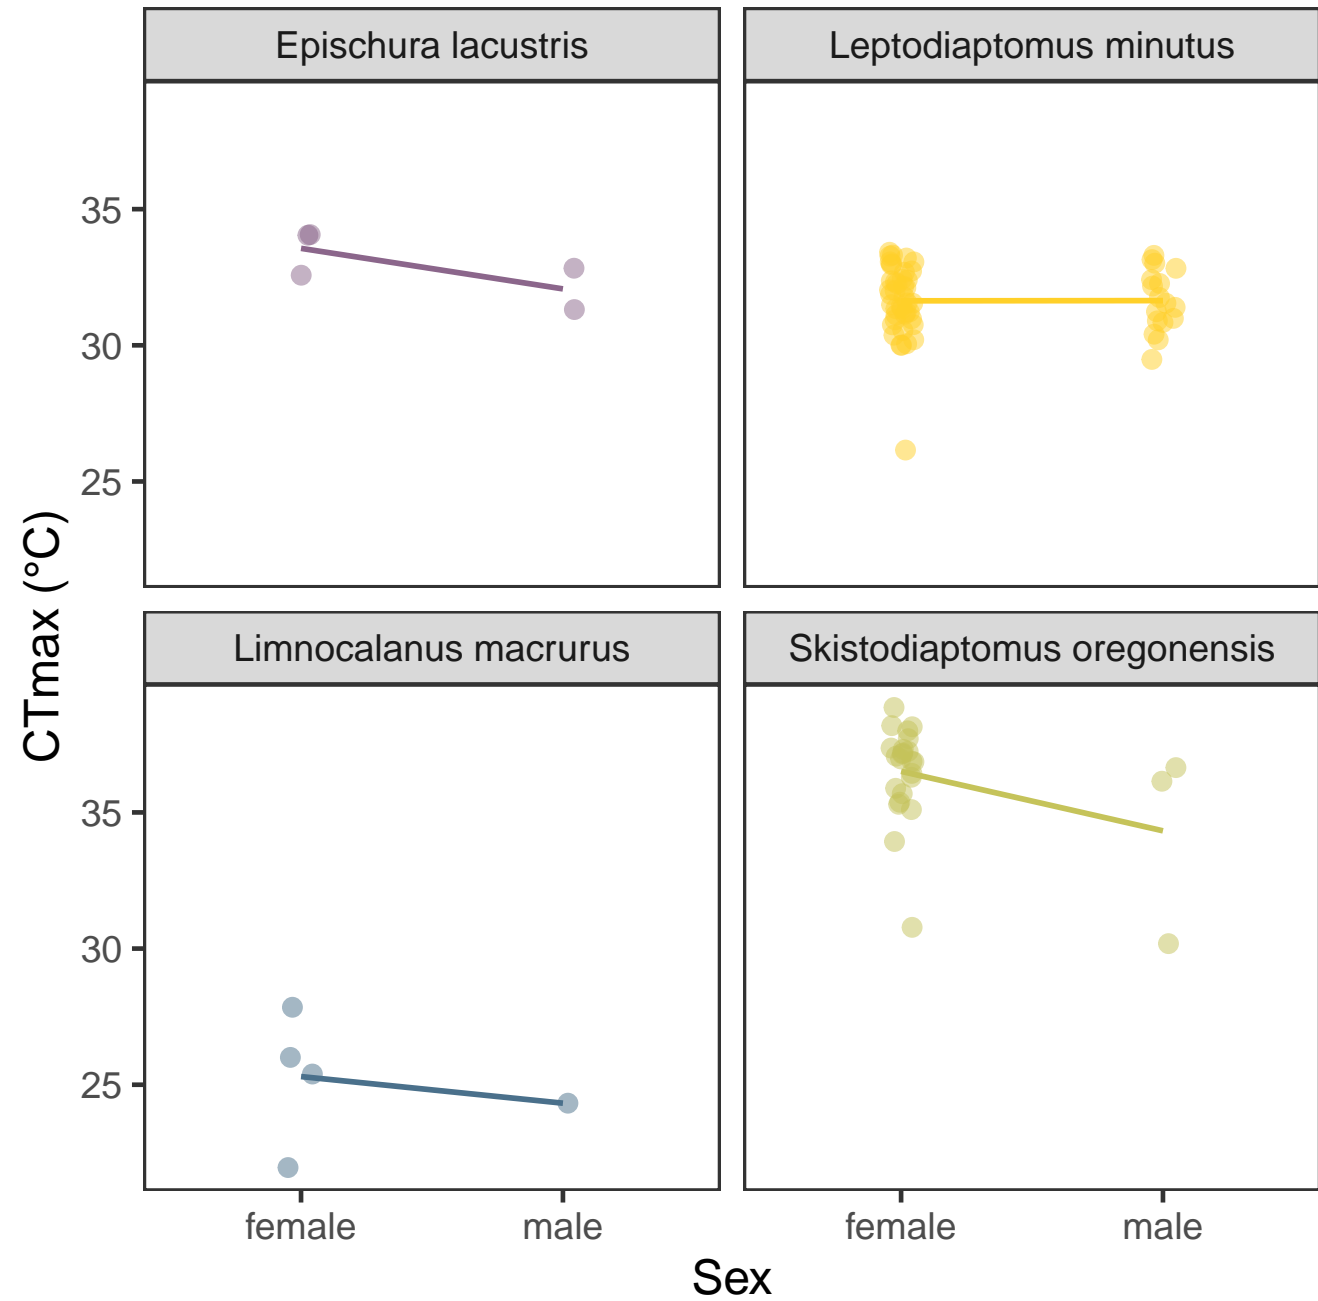 Epischura lacustris
Leptodiaptomus minutus
35
30
25
CTmax (°C)
Limnocalanus macrurus
Skistodiaptomus oregonensis
35
30
25
female
male
female
male
Sex